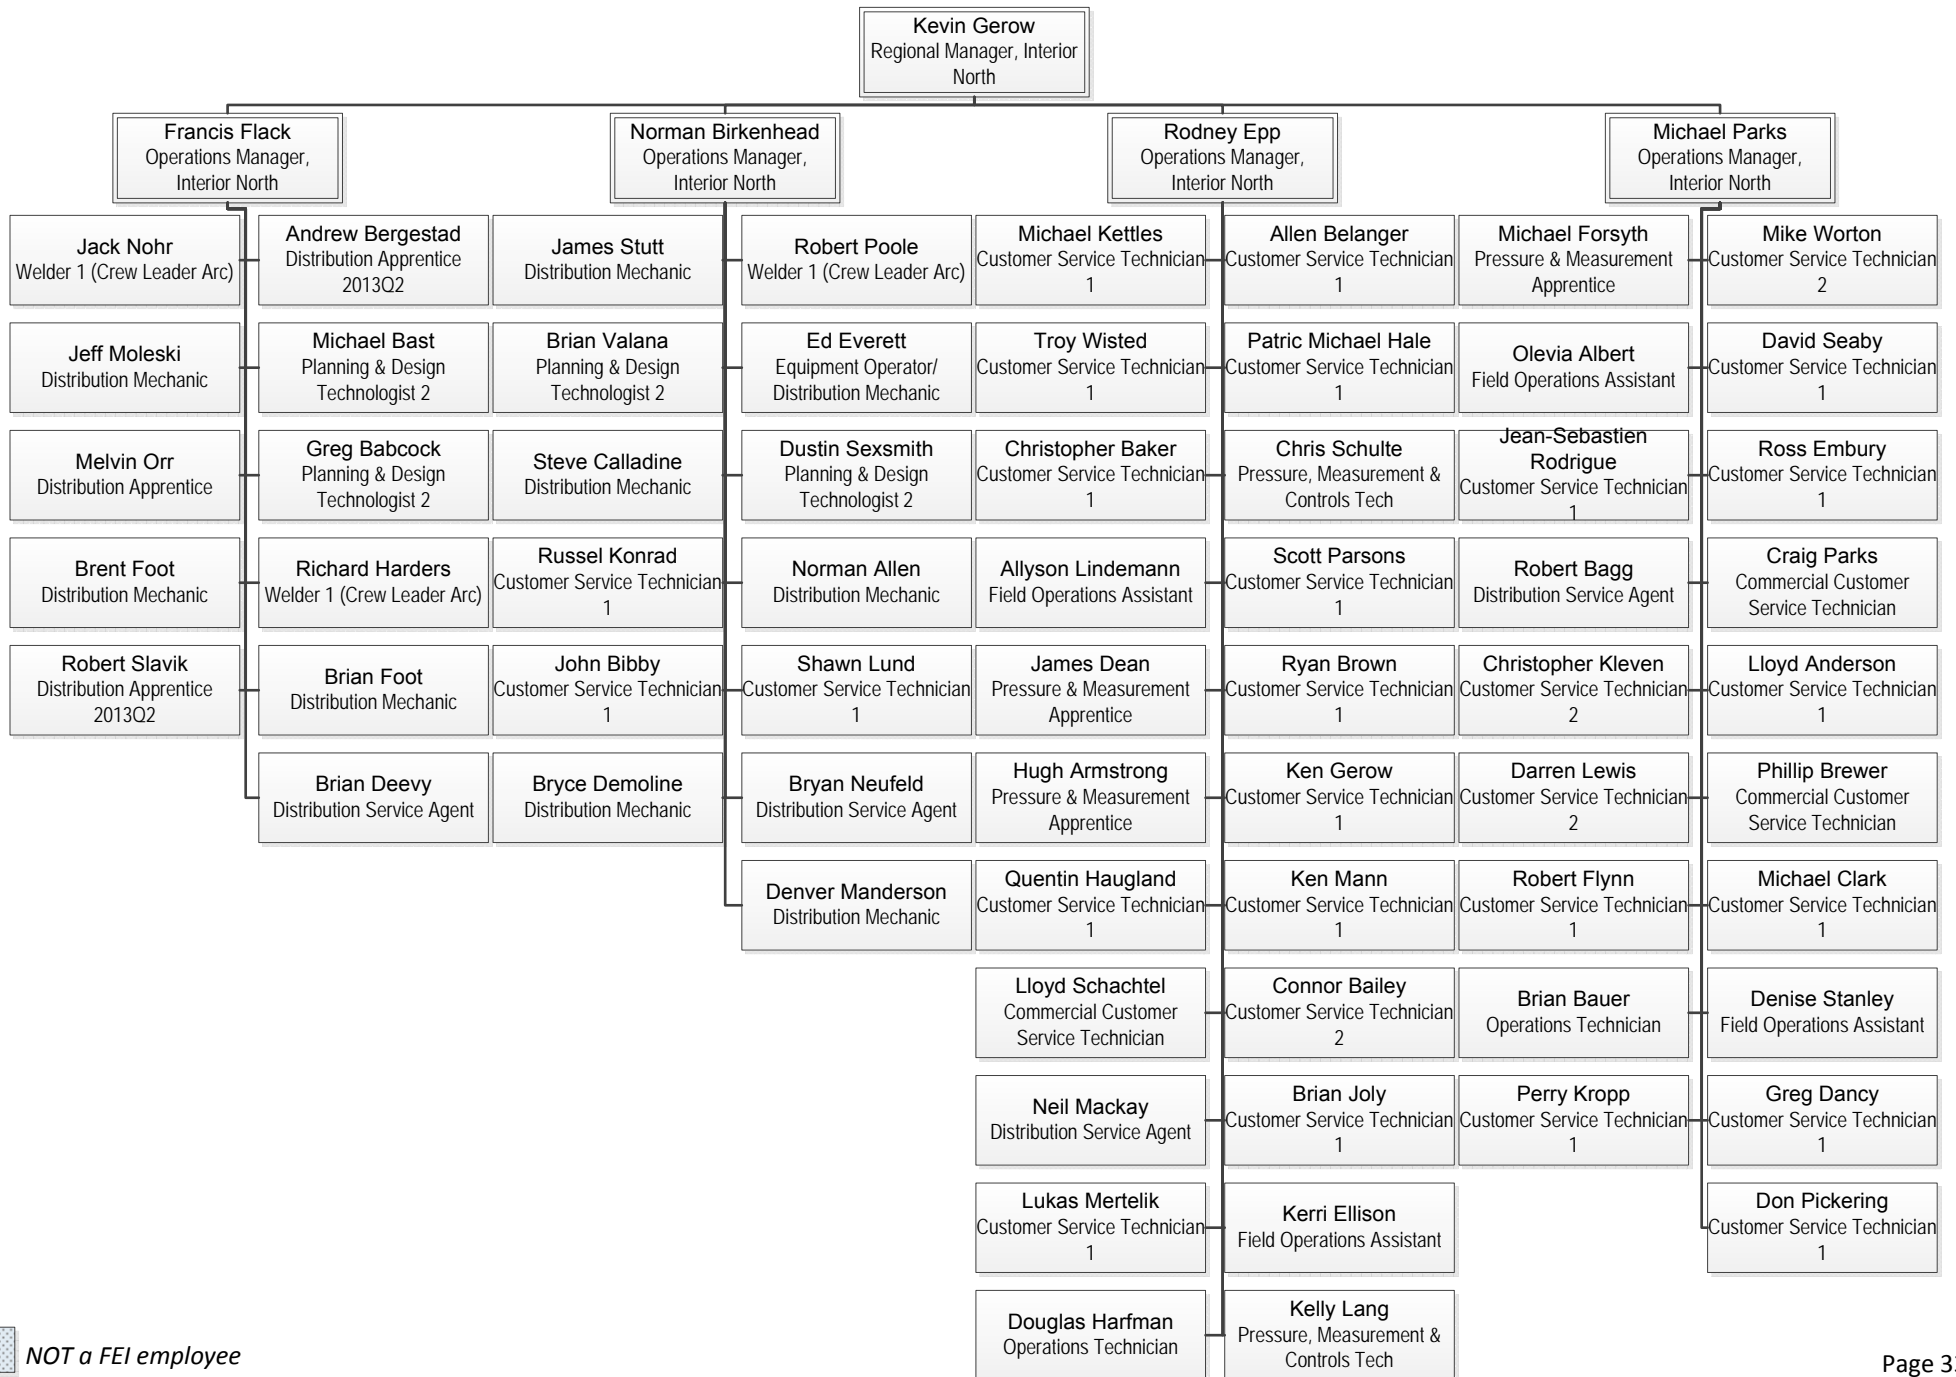 Kevin Gerow
Regional Manager, Interior
North
Francis Flack
Operations Manager,
Interior North
Norman Birkenhead
Operations Manager,
Interior North
Rodney Epp
Operations Manager,
Interior North
Michael Parks
Operations Manager,
Interior North
Jack Nohr
Welder 1 (Crew Leader Arc)
Andrew Bergestad
Distribution Apprentice
2013Q2
James Stutt
Distribution Mechanic
Robert Poole
Welder 1 (Crew Leader Arc)
Michael Kettles
Customer Service Technician
1
Allen Belanger
Customer Service Technician
1
Michael Forsyth
Pressure & Measurement
Apprentice
Mike Worton
Customer Service Technician
2
Jeff Moleski
Distribution Mechanic
Michael Bast
Planning & Design
Technologist 2
Brian Valana
Planning & Design
Technologist 2
Ed Everett
Equipment Operator/
Distribution Mechanic
Troy Wisted
Customer Service Technician
1
Patric Michael Hale
Customer Service Technician
1
Olevia Albert
Field Operations Assistant
David Seaby
Customer Service Technician
1
Melvin Orr
Distribution Apprentice
Greg Babcock
Planning & Design
Technologist 2
Steve Calladine
Distribution Mechanic
Dustin Sexsmith
Planning & Design
Technologist 2
Christopher Baker
Customer Service Technician
1
Chris Schulte
Pressure, Measurement &
Controls Tech
Jean-Sebastien
Rodrigue
Customer Service Technician
1
Ross Embury
Customer Service Technician
1
Brent Foot
Distribution Mechanic
Richard Harders
Welder 1 (Crew Leader Arc)
Russel Konrad
Customer Service Technician
1
Norman Allen
Distribution Mechanic
Allyson Lindemann
Field Operations Assistant
Scott Parsons
Customer Service Technician
1
Robert Bagg
Distribution Service Agent
Craig Parks
Commercial Customer
Service Technician
Robert Slavik
Distribution Apprentice
2013Q2
Brian Foot
Distribution Mechanic
John Bibby
Customer Service Technician
1
Shawn Lund
Customer Service Technician
1
James Dean
Pressure & Measurement
Apprentice
Ryan Brown
Customer Service Technician
1
Christopher Kleven
Customer Service Technician
2
Lloyd Anderson
Customer Service Technician
1
Brian Deevy
Distribution Service Agent
Bryce Demoline
Distribution Mechanic
Bryan Neufeld
Distribution Service Agent
Hugh Armstrong
Pressure & Measurement
Apprentice
Ken Gerow
Customer Service Technician
1
Darren Lewis
Customer Service Technician
2
Phillip Brewer
Commercial Customer
Service Technician
Denver Manderson
Distribution Mechanic
Quentin Haugland
Customer Service Technician
1
Ken Mann
Customer Service Technician
1
Robert Flynn
Customer Service Technician
1
Michael Clark
Customer Service Technician
1
Lloyd Schachtel
Commercial Customer
Service Technician
Connor Bailey
Customer Service Technician
2
Brian Bauer
Operations Technician
Denise Stanley
Field Operations Assistant
Neil Mackay
Distribution Service Agent
Brian Joly
Customer Service Technician
1
Perry Kropp
Customer Service Technician
1
Greg Dancy
Customer Service Technician
1
Lukas Mertelik
Customer Service Technician
1
Kerri Ellison
Field Operations Assistant
Don Pickering
Customer Service Technician
1
Douglas Harfman
Operations Technician
Kelly Lang
Pressure, Measurement &
Controls Tech
NOT a FEI employee
Page